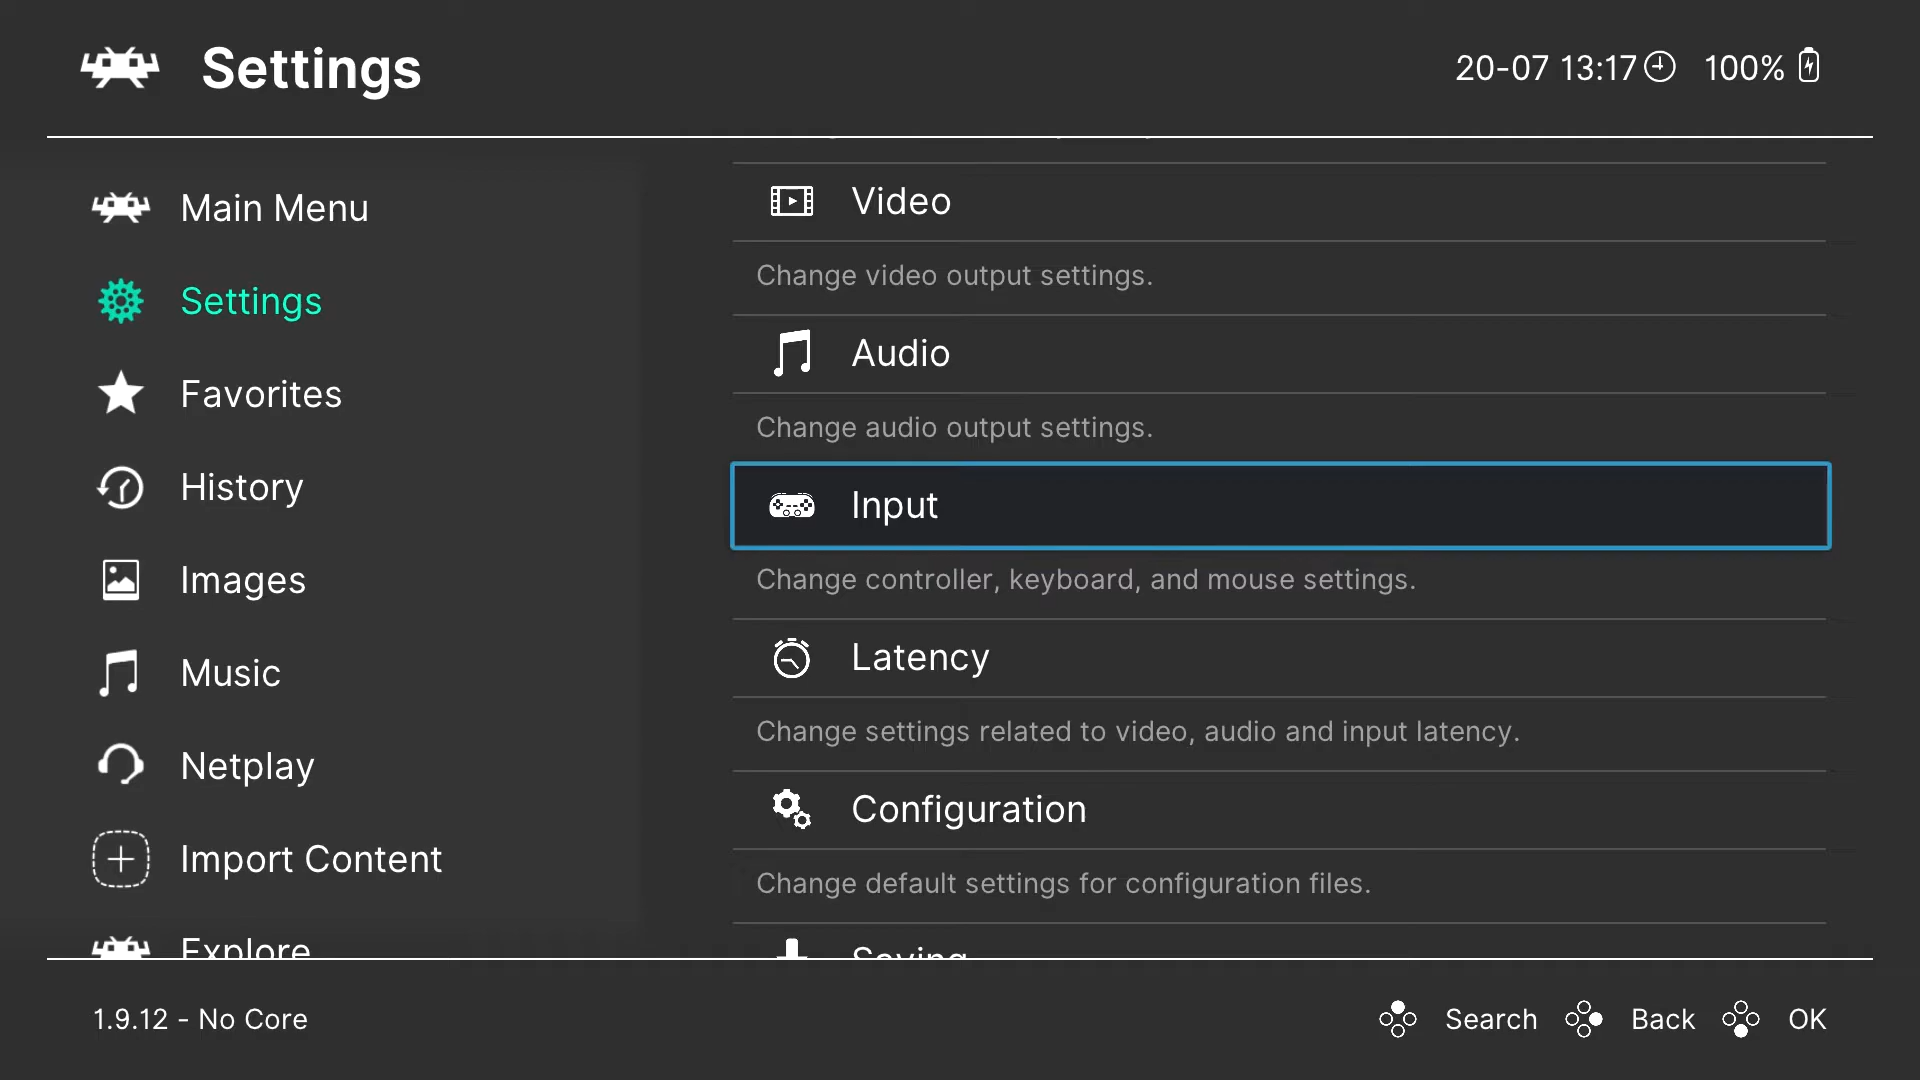 Settings
20-07 13:17
100%
Main Menu
Settings
Favorites
History
Images
Music
Netplay
Import Content
Explore
Video
Change video output settings.
Audio
Change audio output settings.
Input
Change controller, keyboard, and mouse settings.
Latency
Change settings related to video, audio and input latency.
Configuration
Change default settings for configuration files.
Saving
1.9.12 - No Core
Search
Back
OK